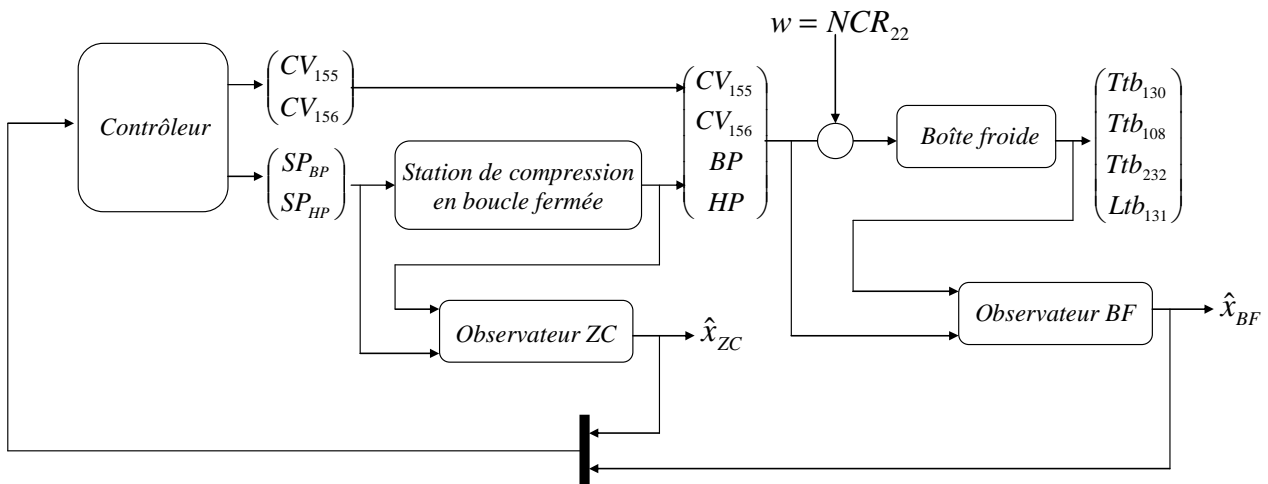 w = NCR₂₂
Contrôleur
CV₁₅₅
CV₁₅₆
SP_BP
SP_HP
Station de compression
en boucle fermée
CV₁₅₅
CV₁₅₆
BP
HP
Boîte froide
Ttb₁₃₀
Ttb₁₀₈
Ttb₂₃₂
Ltb₁₃₁
Observateur ZC
x̂_ZC
Observateur BF
x̂_BF